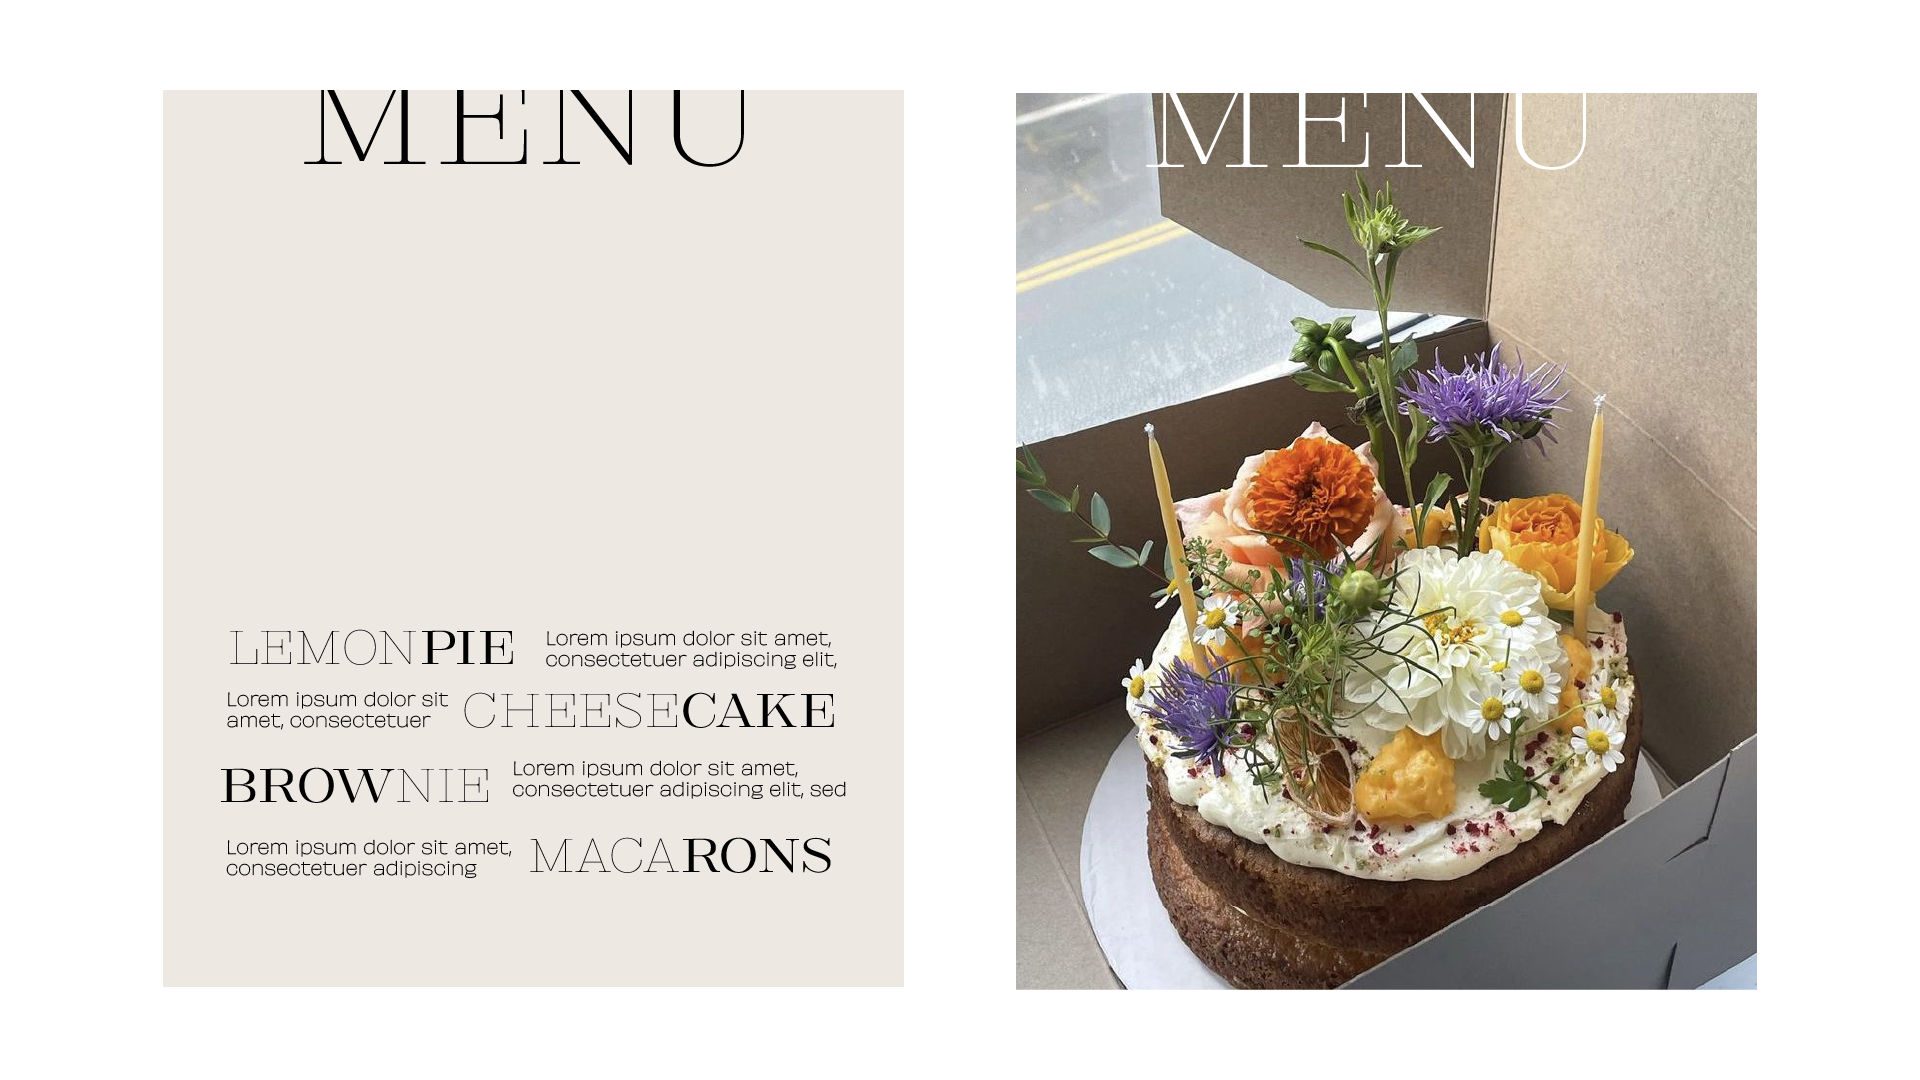 MENU
LEMONPIE
Lorem ipsum dolor sit amet,
consectetuer adipiscing elit,
Lorem ipsum dolor sit
amet, consectetuer
CHEESECAKE
BROWNIE
Lorem ipsum dolor sit amet,
consectetuer adipiscing elit, sed
Lorem ipsum dolor sit amet,
consectetuer adipiscing
MACARONS
MENU